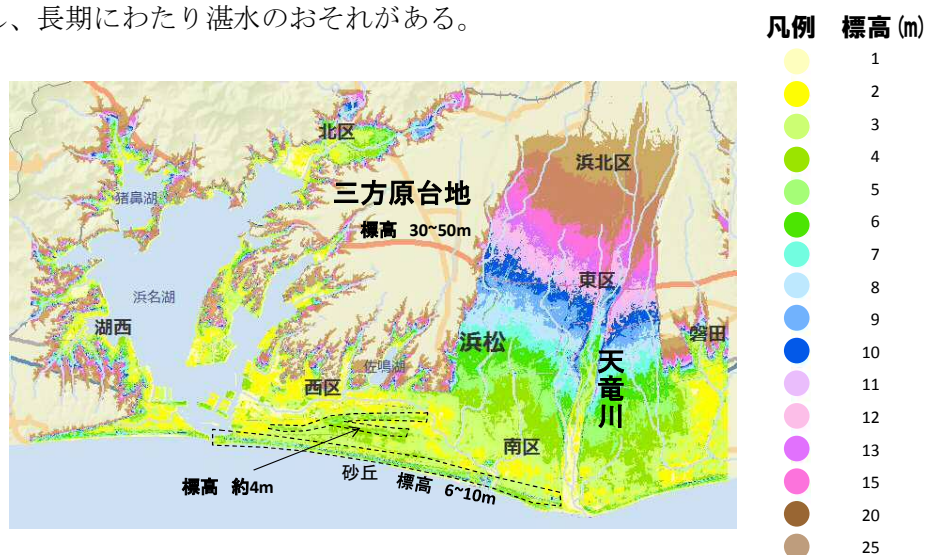 、長期にわたり湛水のおそれがある。
凡例 標高(m)
1
2
3
4
5
6
7
8
9
10
11
12
13
15
20
25
北区
浜北区
猪鼻湖
三方原台地
標高 30~50m
東区
浜名湖
湖西
浜松
磐田
佐鳴湖
天竜川
西区
南区
砂丘
標高 約4m
標高 6~10m